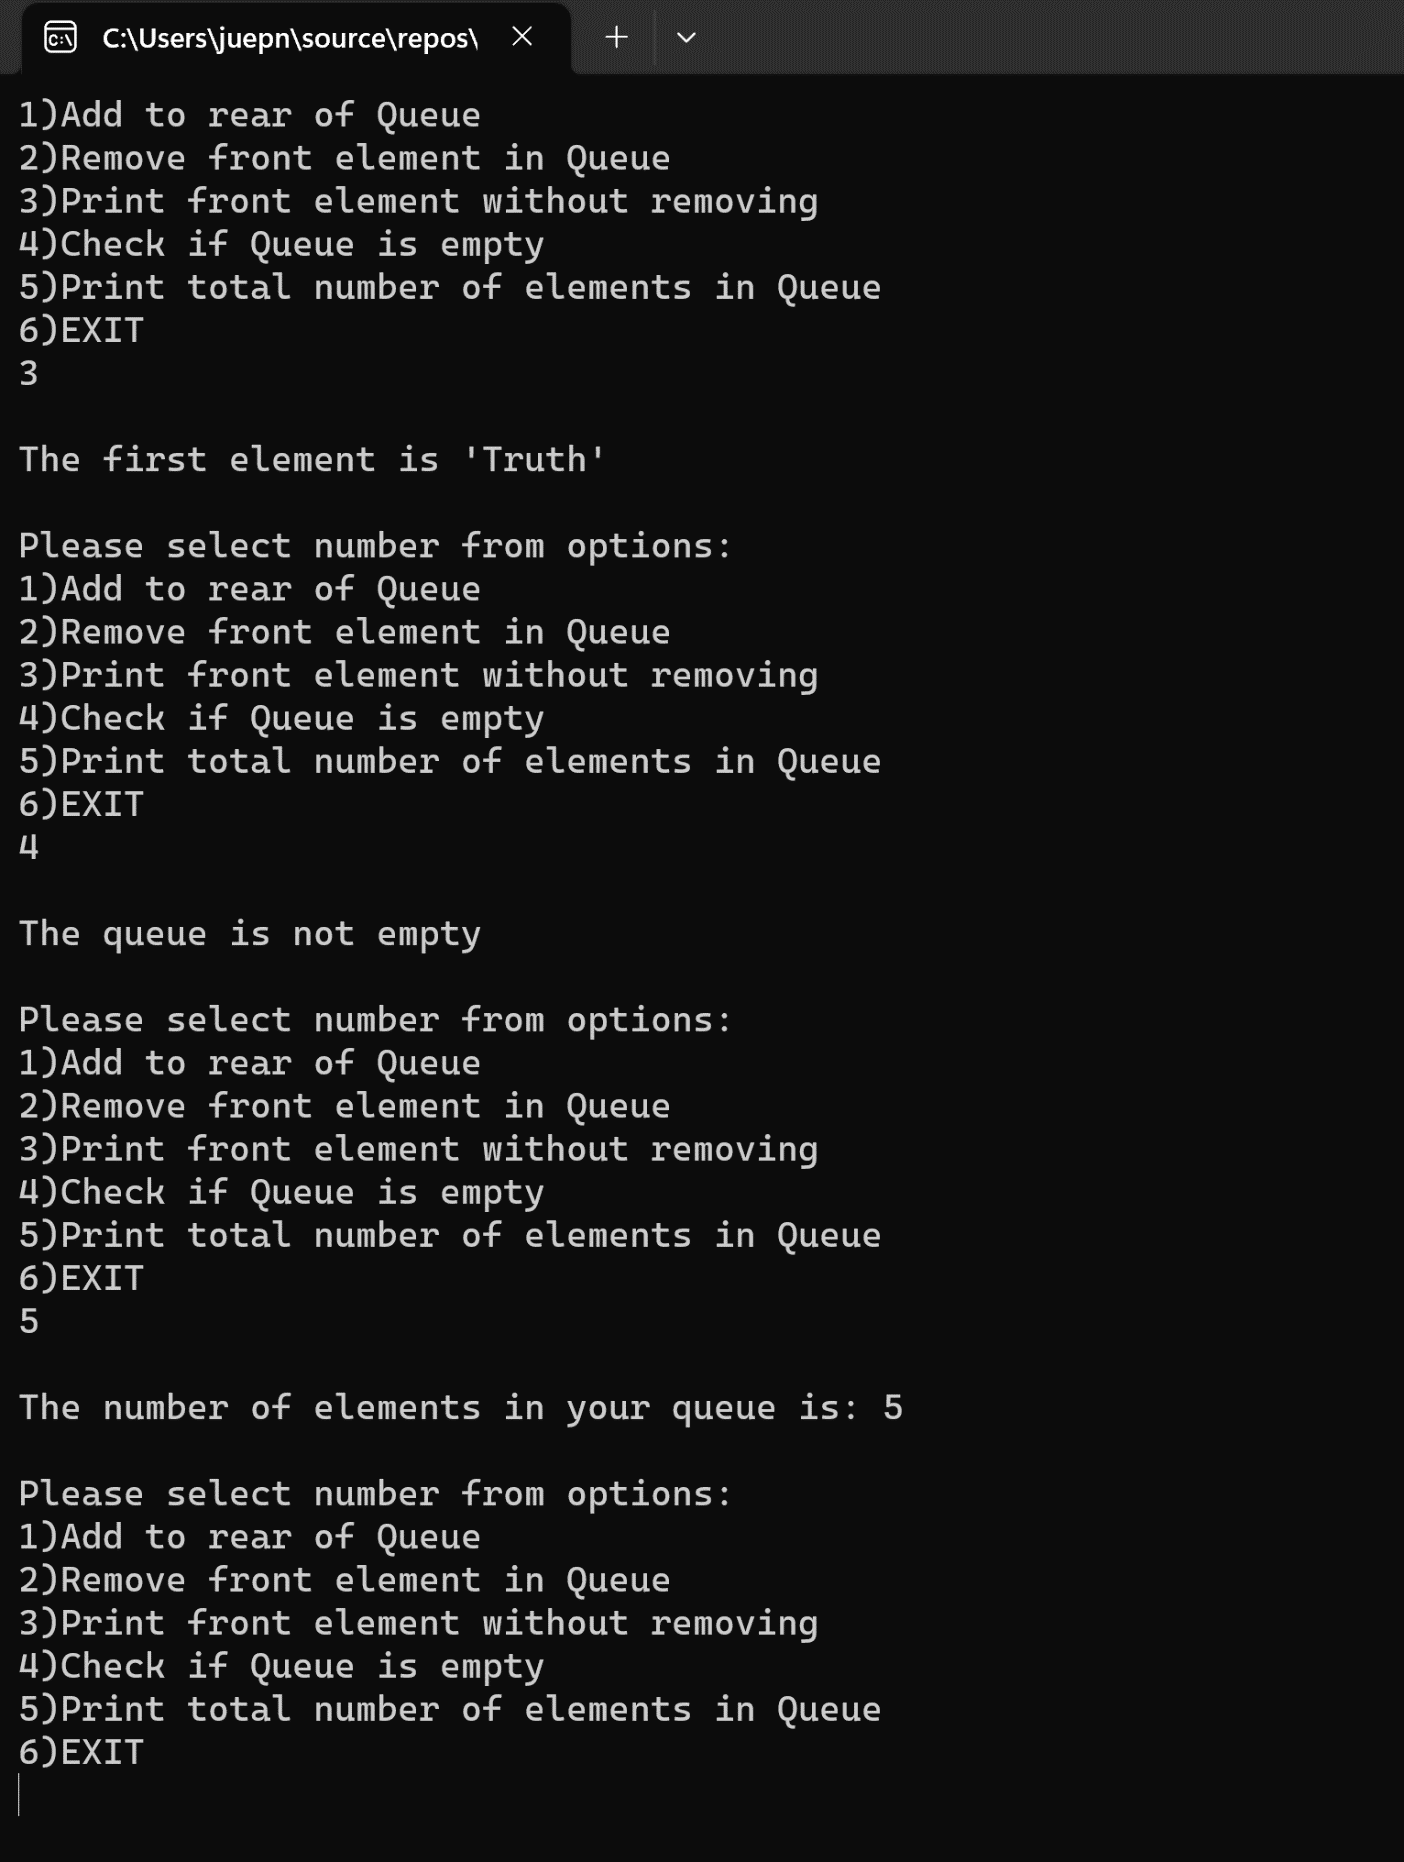 C:\Users\juepn\source\repos\
1)Add to rear of Queue
2)Remove front element in Queue
3)Print front element without removing
4)Check if Queue is empty
5)Print total number of elements in Queue
6)EXIT
3
The first element is 'Truth'
Please select number from options:
1)Add to rear of Queue
2)Remove front element in Queue
3)Print front element without removing
4)Check if Queue is empty
5)Print total number of elements in Queue
6)EXIT
4
The queue is not empty
Please select number from options:
1)Add to rear of Queue
2)Remove front element in Queue
3)Print front element without removing
4)Check if Queue is empty
5)Print total number of elements in Queue
6)EXIT
5
The number of elements in your queue is: 5
Please select number from options:
1)Add to rear of Queue
2)Remove front element in Queue
3)Print front element without removing
4)Check if Queue is empty
5)Print total number of elements in Queue
6)EXIT